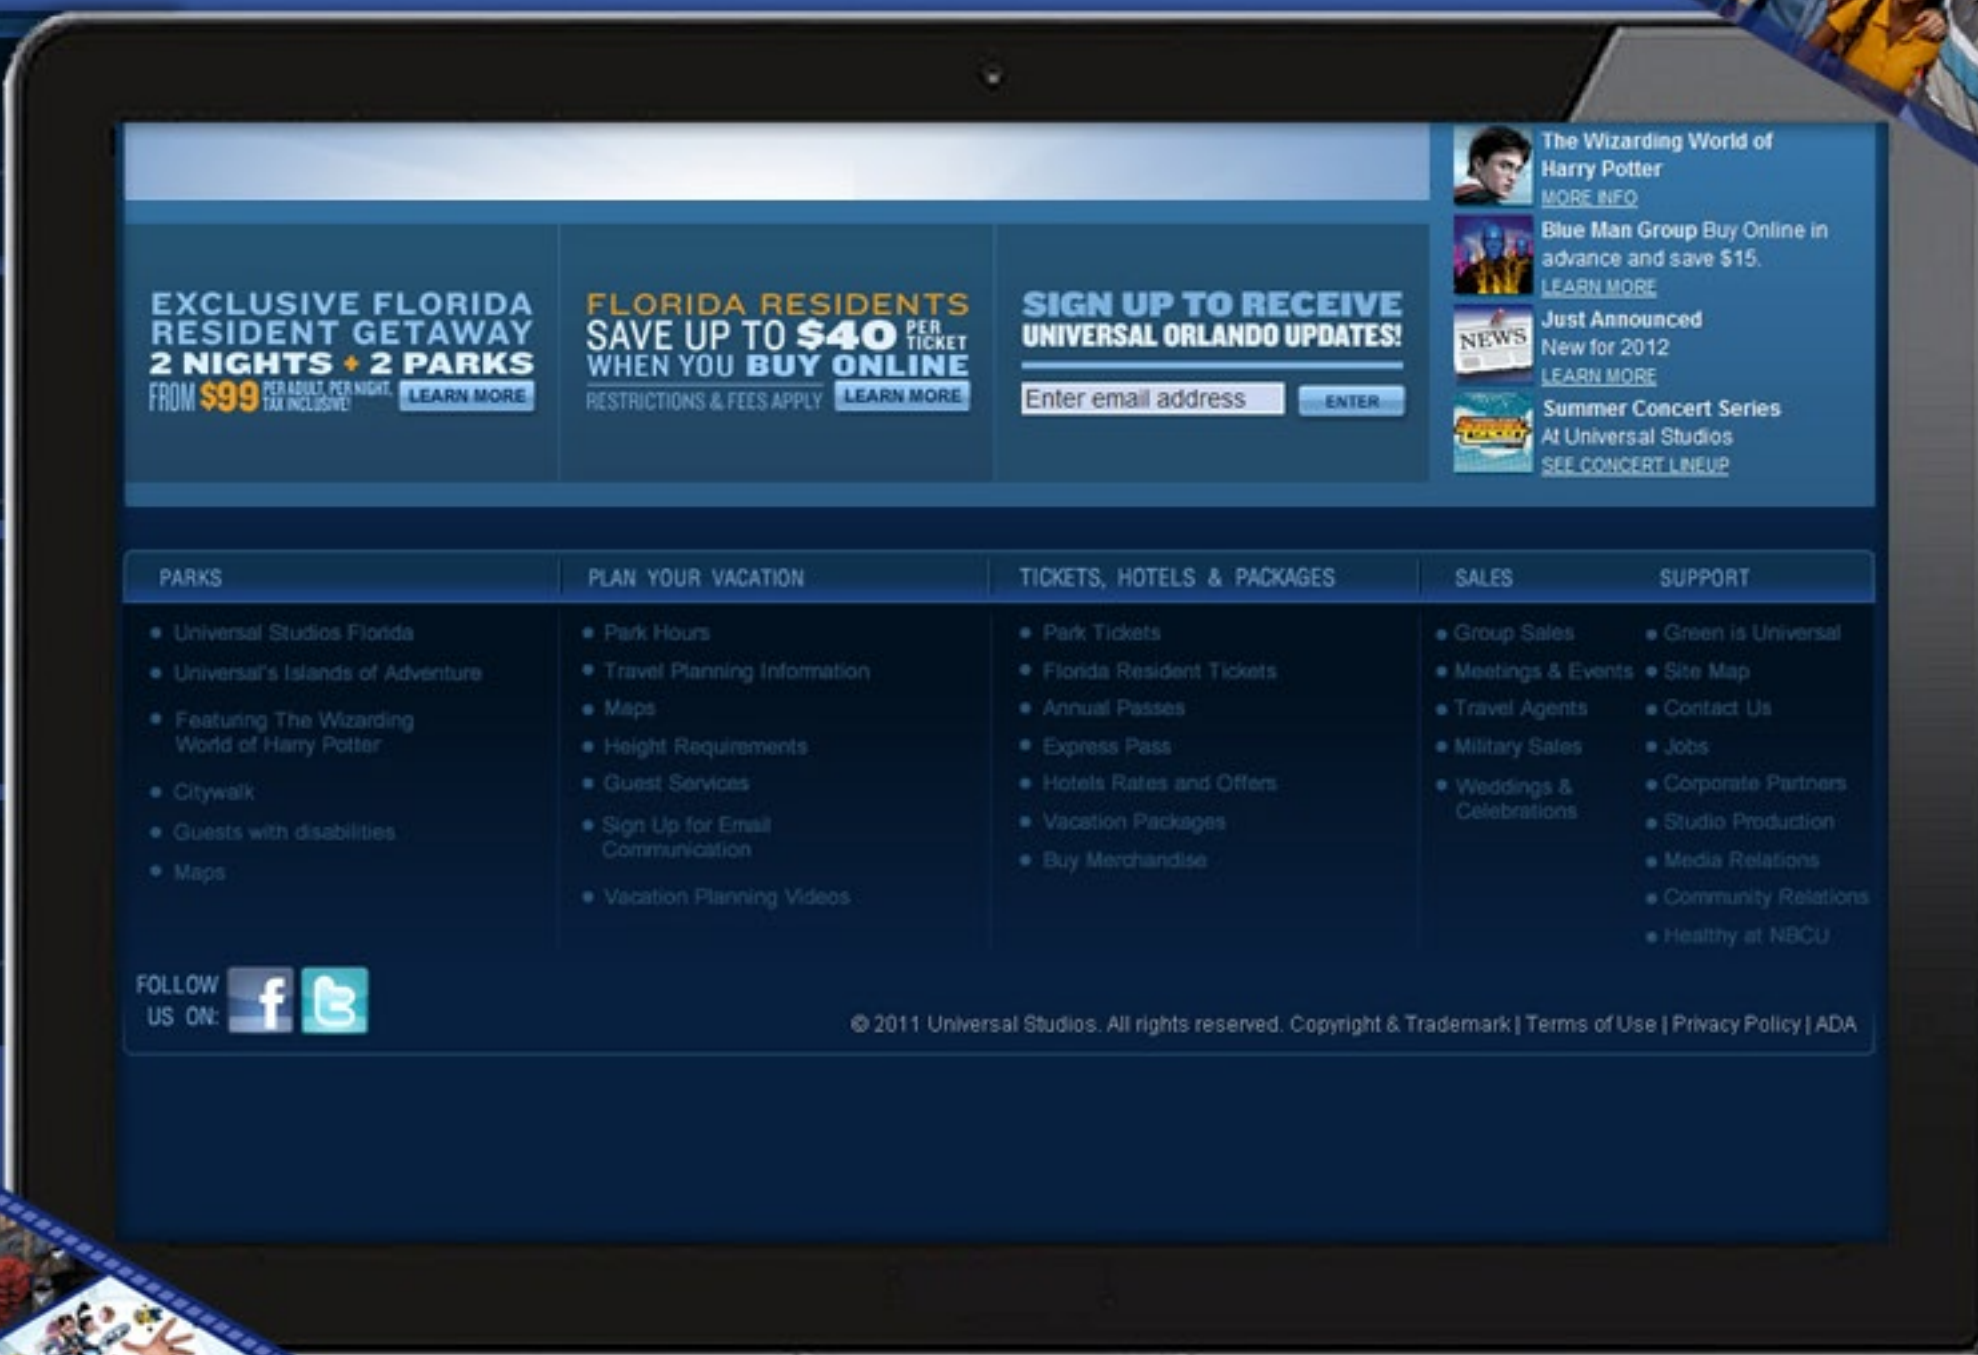 The Wizarding World of
Harry Potter
MORE INFO
Blue Man Group Buy Online in
advance and save $15.
LEARN MORE
NEWS
Just Announced
New for 2012
LEARN MORE
Summer Concert Series
At Universal Studios
SEE CONCERT LINEUP
EXCLUSIVE FLORIDA
RESIDENT GETAWAY
2 NIGHTS + 2 PARKS
FROM $99 PER ADULT, PER NIGHT, TAX INCLUSIVE! LEARN MORE
FLORIDA RESIDENTS
SAVE UP TO $40 PER TICKET
WHEN YOU BUY ONLINE
RESTRICTIONS & FEES APPLY LEARN MORE
SIGN UP TO RECEIVE
UNIVERSAL ORLANDO UPDATES!
Enter email address ENTER
PARKS
Universal Studios Florida
Universal's Islands of Adventure
Featuring The Wizarding
World of Harry Potter
Citywalk
Guests with disabilities
Maps
PLAN YOUR VACATION
Park Hours
Travel Planning Information
Maps
Height Requirements
Guest Services
Sign Up for Email
Communication
Vacation Planning Videos
TICKETS, HOTELS & PACKAGES
Park Tickets
Florida Resident Tickets
Annual Passes
Express Pass
Hotels Rates and Offers
Vacation Packages
Buy Merchandise
SALES
Group Sales
Meetings & Events
Travel Agents
Military Sales
Weddings &
Celebrations
SUPPORT
Green is Universal
Site Map
Contact Us
Jobs
Corporate Partners
Studio Production
Media Relations
Community Relations
Healthy at NBCU
FOLLOW
US ON:
© 2011 Universal Studios. All rights reserved. Copyright & Trademark | Terms of Use | Privacy Policy | ADA